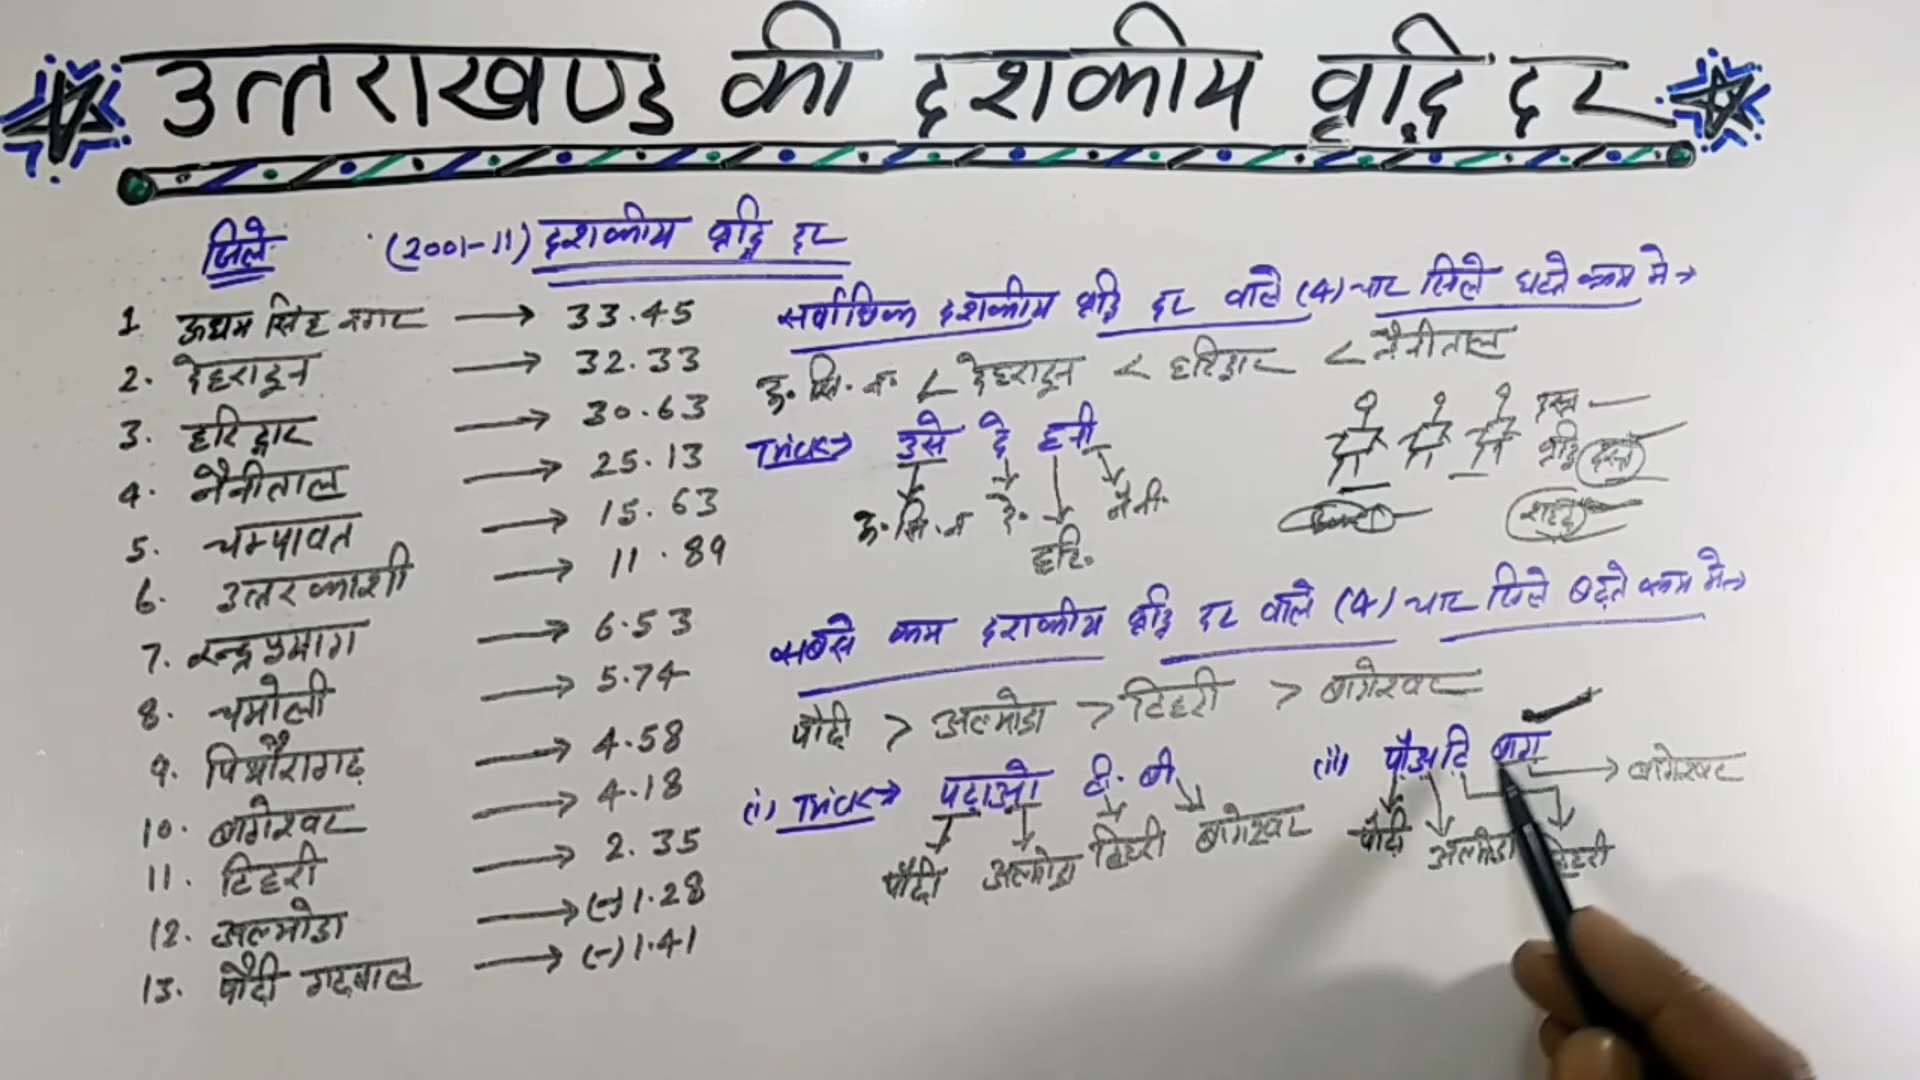 उत्तराखण्ड की दशकीय वृद्धि दर
जिले (2001-11) दशकीय वृद्धि दर
1 ऊधम सिंह नगर → 33.45
2. देहरादून → 32.33
3. हरिद्वार → 30.63
4. नैनीताल → 25.13
5. चम्पावत → 15.63
6. उत्तरकाशी → 11.89
7. रुद्रप्रयाग → 6.53
8. चमोली → 5.74
9. पिथौरागढ़ → 4.58
10. बागेश्वर → 4.18
11. टिहरी → 2.35
12. अल्मोडा → (-) 1.28
13. पौढी गढ़वाल → (-) 1.41
सर्वाधिक दशकीय वृद्धि दर वाले (4) चार जिले घटते क्रम मे →
ऊ. सि. न. < देहरादून < हरिद्वार < नैनीताल
Trick → उसे दे हनी
ऊ. सि. न दे. हरि. नैनी.
दस्त
वृद्धि दस्त
शहद
सबसे कम दशकीय वृद्धि दर वाले (4) चार जिले बढ़ते क्रम मे →
पौढी > अल्मोडा > टिहरी > बागेश्वर
(i) Trick → पढ़ाओ टी. बी
पौढी अल्मोडा टिहरी बागेश्वर
(ii) पौअटि बाग → बागेश्वर
पौढी अल्मोडा टिहरी